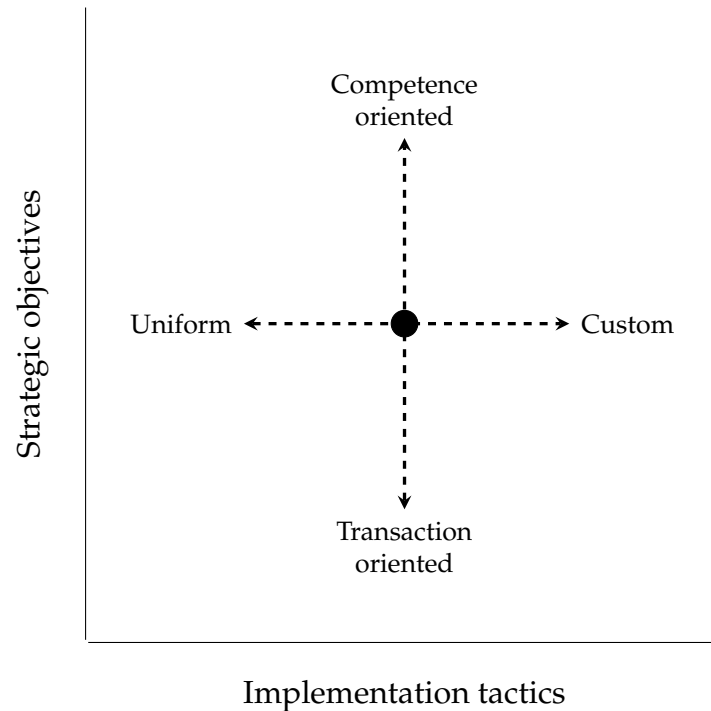 Competence
oriented
Strategic objectives
Uniform
Custom
Transaction
oriented
Implementation tactics